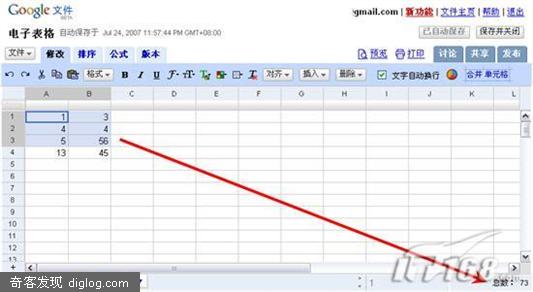 Google 文件 BETA
gmail.com | 新功能 | 文件主页 | 帮助 | 退出
电子表格 自动保存于 Jul 24, 2007 11:57:44 PM GMT+08:00
已自动保存 保存并关闭
文件 修改 排序 公式 版本 预览 打印 讨论 共享 发布
格式 B I U F T 对齐 插入 删除 文字自动换行 合并 单元格
A B C D E F G H I J K L
1 1 3
2 4 4
3 5 56
4 13 45
5
6
7
8
9
10
11
12
13
+
奇客发现 diglog.com
1
IT168.com
总数: 73